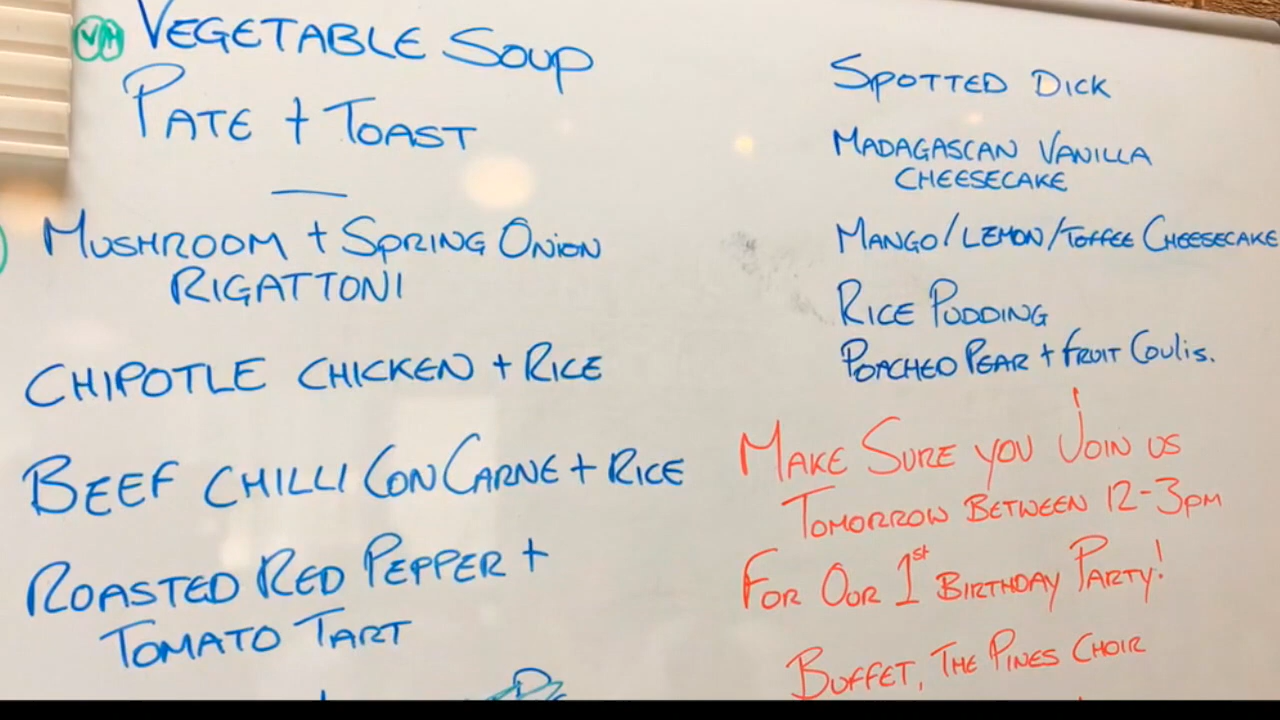 VH VEGETABLE SOUP
PATE + TOAST
MUSHROOM + SPRING ONION
RIGATTONI
CHIPOTLE CHICKEN + RICE
BEEF CHILLI CON CARNE + RICE
ROASTED RED PEPPER +
TOMATO TART
SPOTTED DICK
MADAGASCAN VANILLA
CHEESECAKE
MANGO/LEMON/TOFFEE CHEESECAKE
RICE PUDDING
POACHED PEAR + FRUIT COULIS.
MAKE SURE YOU JOIN US
TOMORROW BETWEEN 12-3PM
FOR OUR 1st BIRTHDAY PARTY!
BUFFET, THE PINES CHOIR